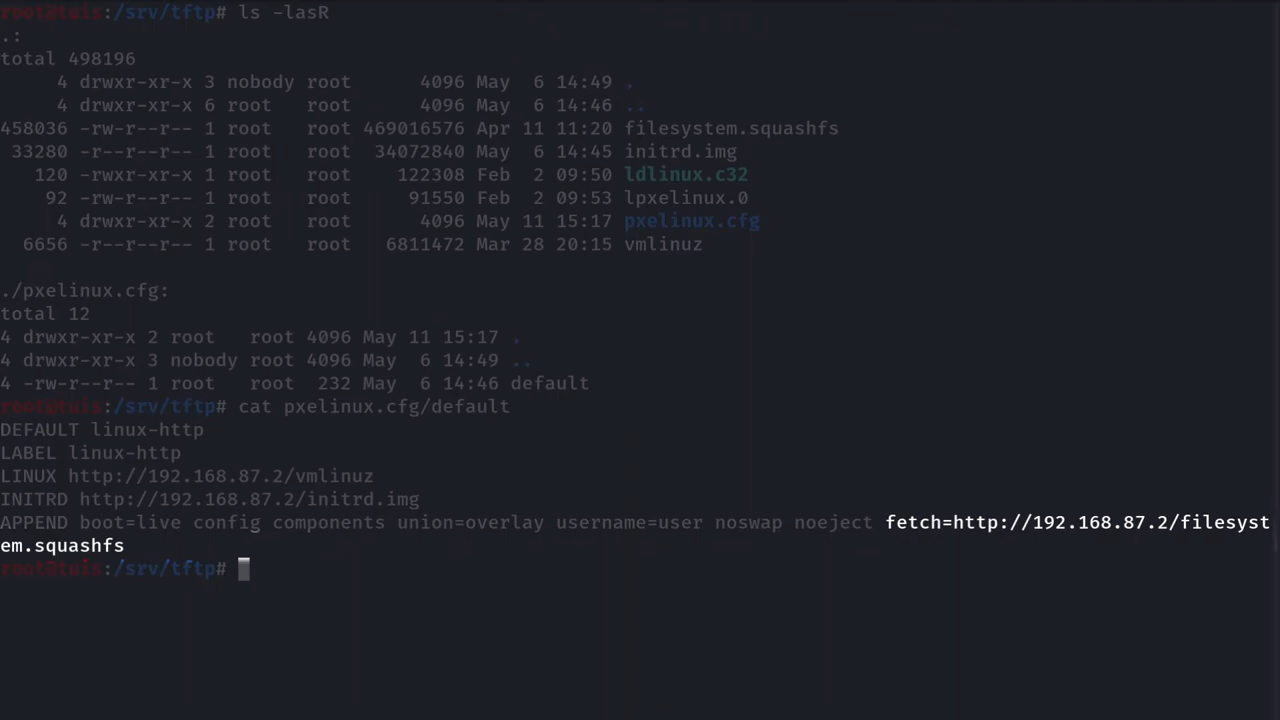 root@tuis:/srv/tftp# ls -lasR
.:
total 498196
     4 drwxr-xr-x 3 nobody root      4096 May  6 14:49 .
     4 drwxr-xr-x 6 root   root      4096 May  6 14:46 ..
458036 -rw-r--r-- 1 root   root 469016576 Apr 11 11:20 filesystem.squashfs
 33280 -r--r--r-- 1 root   root  34072840 May  6 14:45 initrd.img
   120 -rwxr-xr-x 1 root   root    122308 Feb  2 09:50 ldlinux.c32
    92 -rw-r--r-- 1 root   root     91550 Feb  2 09:53 lpxelinux.0
     4 drwxr-xr-x 2 root   root      4096 May 11 15:17 pxelinux.cfg
  6656 -r--r--r-- 1 root   root   6811472 Mar 28 20:15 vmlinuz
./pxelinux.cfg:
total 12
4 drwxr-xr-x 2 root   root 4096 May 11 15:17 .
4 drwxr-xr-x 3 nobody root 4096 May  6 14:49 ..
4 -rw-r--r-- 1 root   root  232 May  6 14:46 default
root@tuis:/srv/tftp# cat pxelinux.cfg/default
DEFAULT linux-http
LABEL linux-http
LINUX http://192.168.87.2/vmlinuz
INITRD http://192.168.87.2/initrd.img
APPEND boot=live config components union=overlay username=user noswap noeject fetch=http://192.168.87.2/filesyst
em.squashfs
root@tuis:/srv/tftp#